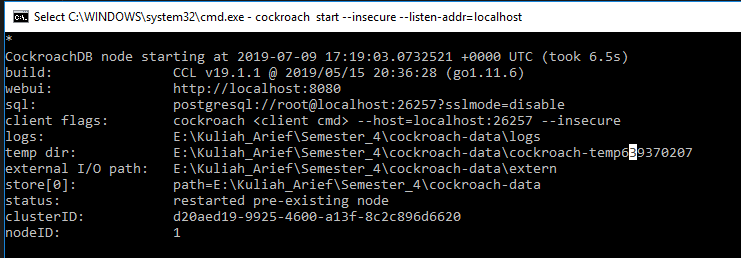 Select C:\WINDOWS\system32\cmd.exe - cockroach  start --insecure --listen-addr=localhost
*
CockroachDB node starting at 2019-07-09 17:19:03.0732521 +0000 UTC (took 6.5s)
build:               CCL v19.1.1 @ 2019/05/15 20:36:28 (go1.11.6)
webui:               http://localhost:8080
sql:                 postgresql://root@localhost:26257?sslmode=disable
client flags:        cockroach <client cmd> --host=localhost:26257 --insecure
logs:                E:\Kuliah_Arief\Semester_4\cockroach-data\logs
temp dir:            E:\Kuliah_Arief\Semester_4\cockroach-data\cockroach-temp639370207
external I/O path:   E:\Kuliah_Arief\Semester_4\cockroach-data\extern
store[0]:            path=E:\Kuliah_Arief\Semester_4\cockroach-data
status:              restarted pre-existing node
clusterID:           d20aed19-9925-4600-a13f-8c2c896d6620
nodeID:              1